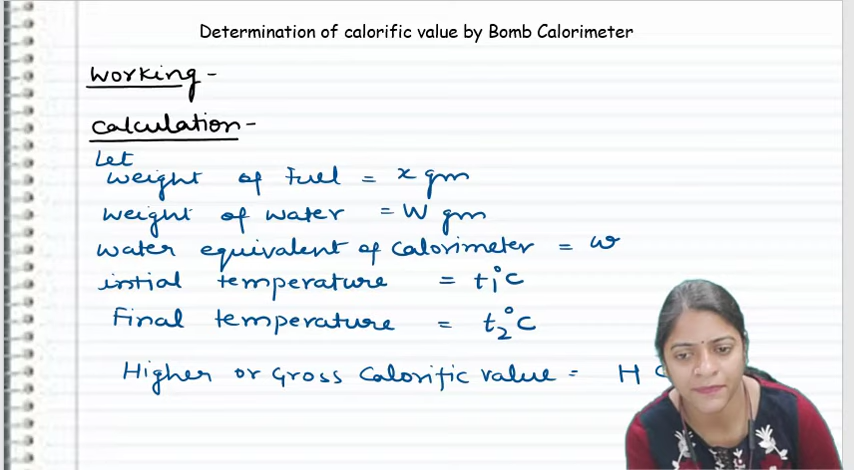 Determination of calorific value by Bomb Calorimeter
Working -
Calculation -
Let
weight of fuel = x gm
weight of water = W gm
water equivalent of calorimeter = w
initial temperature = t₁°C
Final temperature = t₂°C
Higher or Gross Calorific value = H